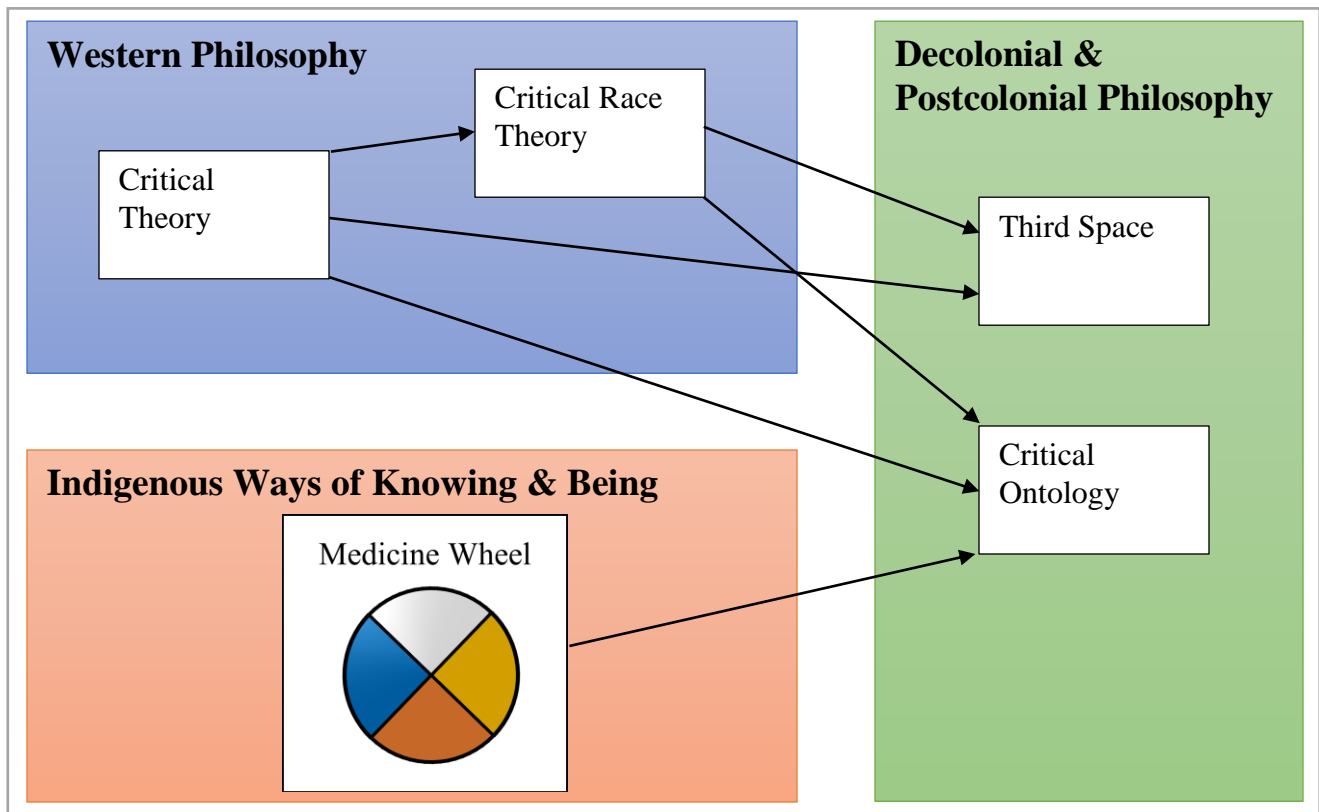 Western Philosophy
Critical Race
Theory
Critical
Theory
Decolonial &
Postcolonial Philosophy
Third Space
Critical
Ontology
Indigenous Ways of Knowing & Being
Medicine Wheel